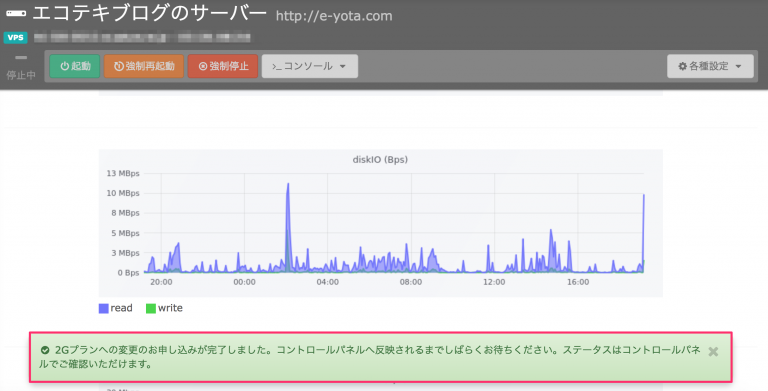 エコテキブログのサーバー http://e-yota.com
VPS
停止中
起動
強制再起動
強制停止
>_ コンソール
各種設定
diskIO (Bps)
13 MBps
10 MBps
8 MBps
5 MBps
3 MBps
0 Bps
20:00 00:00 04:00 08:00 12:00 16:00
read write
2Gプランへの変更のお申し込みが完了しました。コントロールパネルへ反映されるまでしばらくお待ちください。ステータスはコントロールパネ
ルでご確認いただけます。